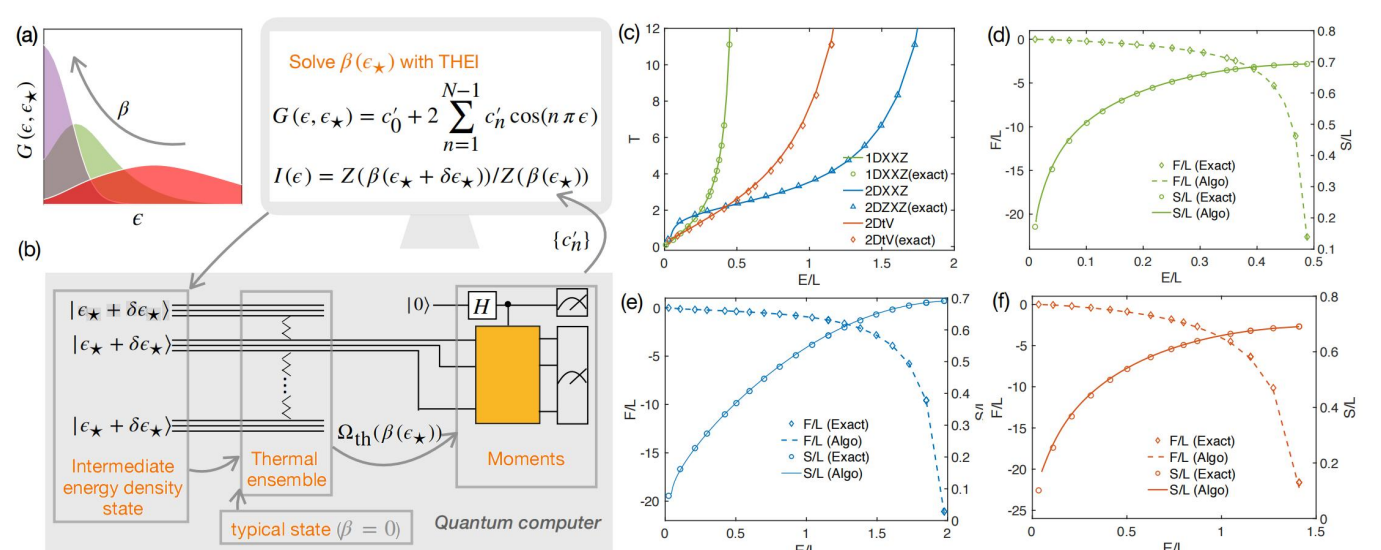 (a)
G(ϵ, ϵ★)
β
ϵ
Solve β(ϵ★) with THEI
G(ϵ, ϵ★) = c′0 + 2 ∑ c′n cos(n π ϵ)
N−1
n=1
I(ϵ) = Z(β(ϵ★ + δϵ★))/Z(β(ϵ★))
{c′n}
(b)
|ϵ★ + δϵ★⟩
|ϵ★ + δϵ★⟩
|ϵ★ + δϵ★⟩
Intermediate
energy density
state
Thermal
ensemble
typical state (β = 0)
Ωth(β(ϵ★))
|0⟩
H
Moments
Quantum computer
(c)
T
12
10
8
6
4
2
0
0
0.5
1
1.5
2
E/L
1DXXZ
1DXXZ(exact)
2DXXZ
2DZXZ(exact)
2DtV
2DtV(exact)
(d)
F/L
0
-5
-10
-15
-20
0
0.1
0.2
0.3
0.4
0.5
E/L
0.8
0.7
0.6
0.5
0.4
0.3
0.2
0.1
S/L
F/L (Exact)
F/L (Algo)
S/L (Exact)
S/L (Algo)
(e)
F/L
0
-5
-10
-15
-20
0
0.5
1
1.5
2
E/L
0.7
0.6
0.5
0.4
0.3
0.2
0.1
0
S/L
F/L (Exact)
F/L (Algo)
S/L (Exact)
S/L (Algo)
(f)
F/L
0
-5
-10
-15
-20
-25
0
0.5
1
1.5
E/L
0.8
0.6
0.4
0.2
0
S/L
F/L (Exact)
F/L (Algo)
S/L (Exact)
S/L (Algo)